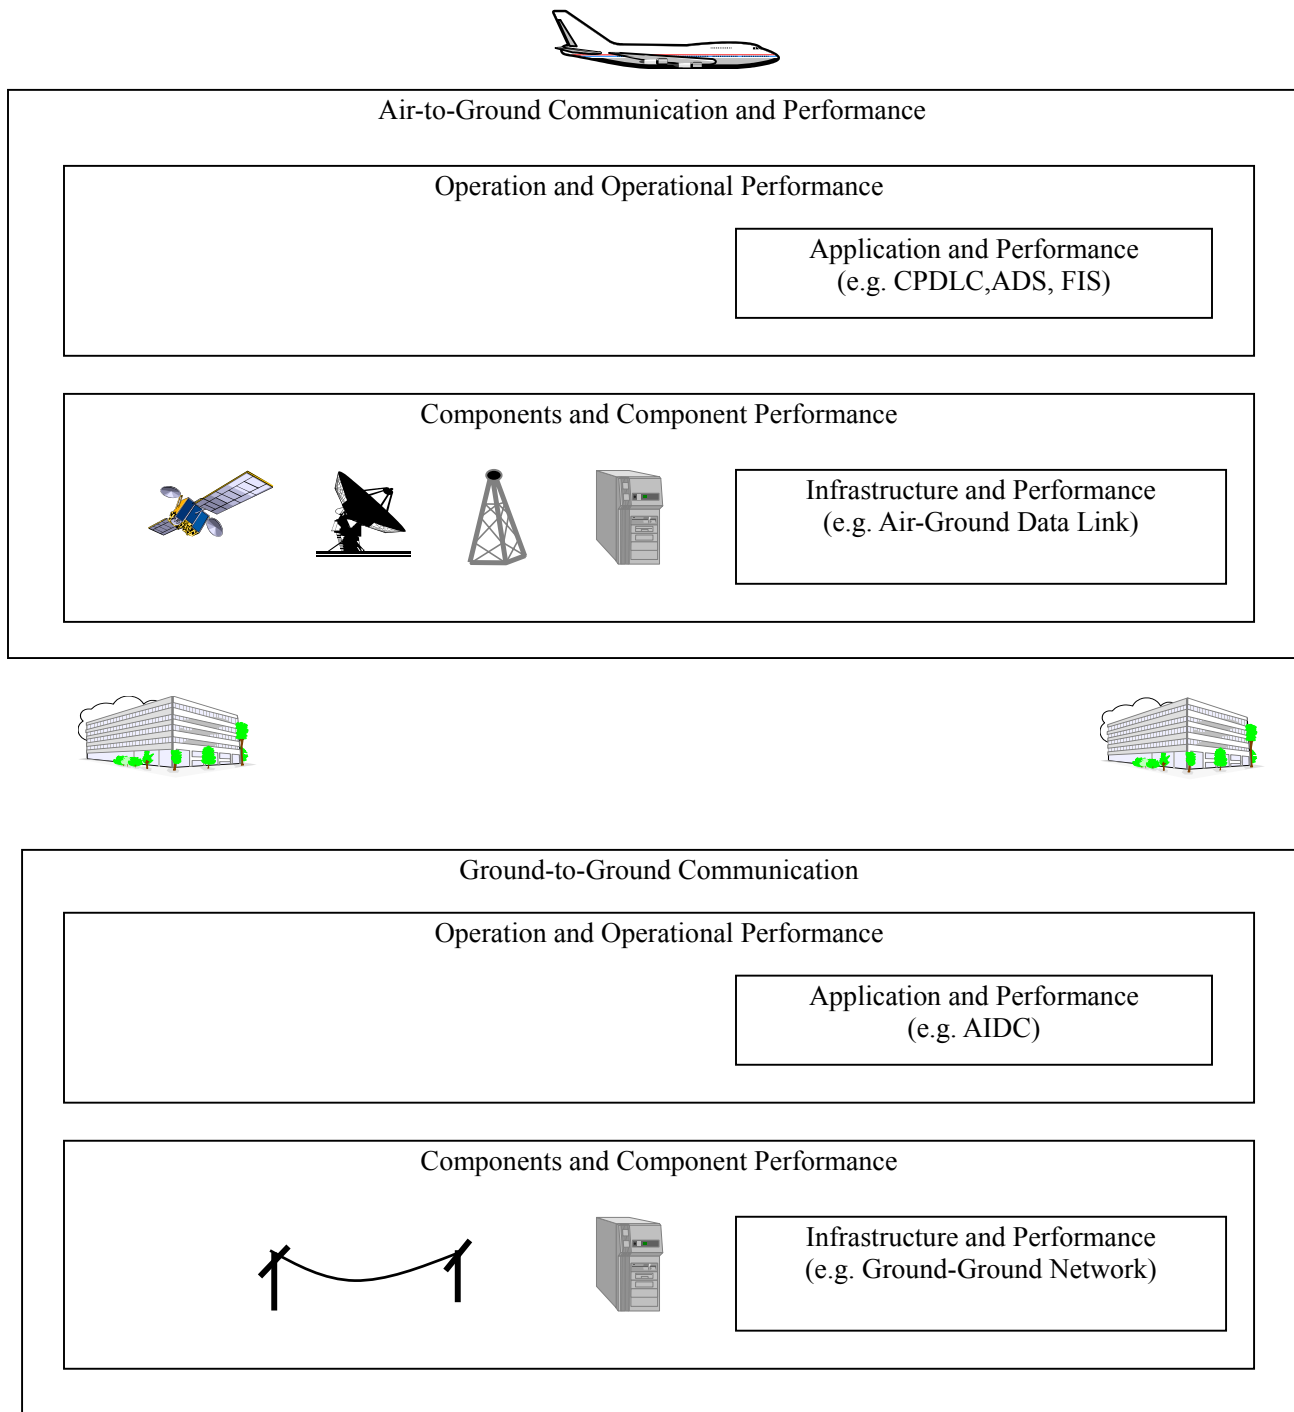 Air-to-Ground Communication and Performance
Operation and Operational Performance
Application and Performance
(e.g. CPDLC,ADS, FIS)
Components and Component Performance
Infrastructure and Performance
(e.g. Air-Ground Data Link)
Ground-to-Ground Communication
Operation and Operational Performance
Application and Performance
(e.g. AIDC)
Components and Component Performance
Infrastructure and Performance
(e.g. Ground-Ground Network)